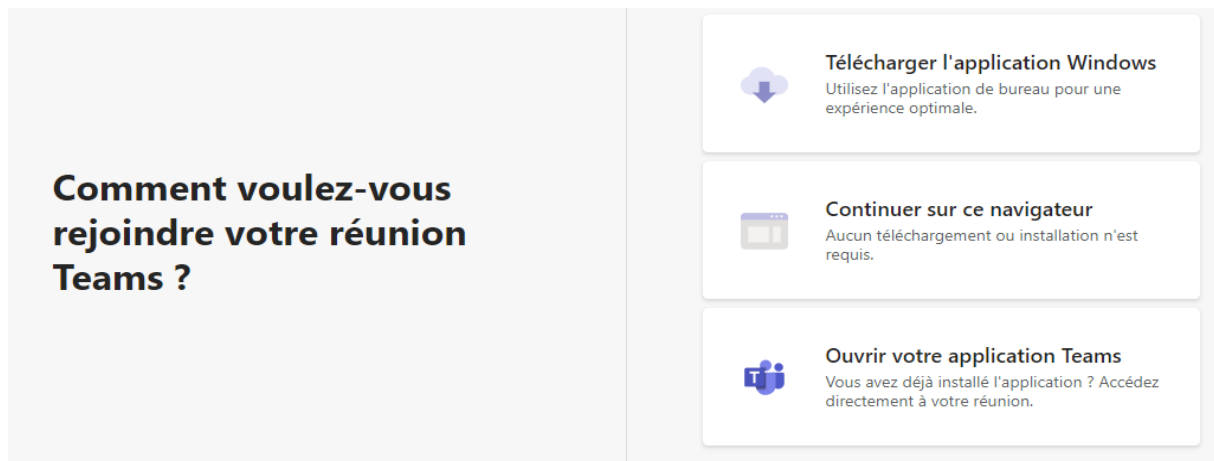 Comment voulez-vous
rejoindre votre réunion
Teams ?
Télécharger l'application Windows
Utilisez l'application de bureau pour une
expérience optimale.
Continuer sur ce navigateur
Aucun téléchargement ou installation n'est
requis.
T
Ouvrir votre application Teams
Vous avez déjà installé l'application ? Accédez
directement à votre réunion.